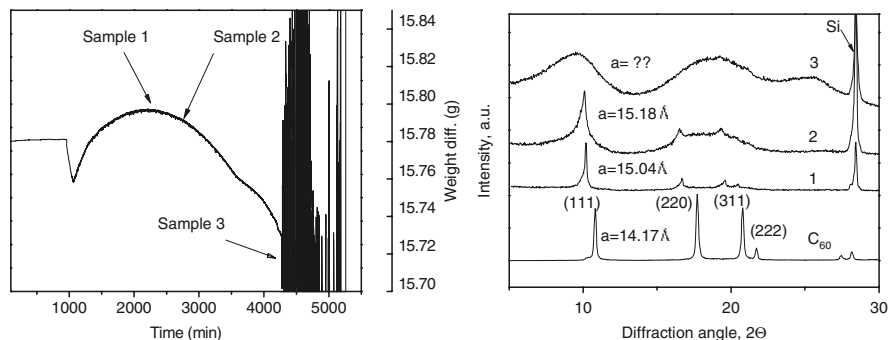 Sample 1
Sample 2
Sample 3
1000 2000 3000 4000 5000
Time (min)
15.84
15.82
15.80
15.78
15.76
15.74
15.72
15.70
Weight diff. (g)
Intensity, a.u.
Si
a= ??
3
a=15.18 Å
2
a=15.04Å
1
(111)
(220)
(311)
(222)
a=14.17Å
C60
10 20 30
Diffraction angle, 2Θ